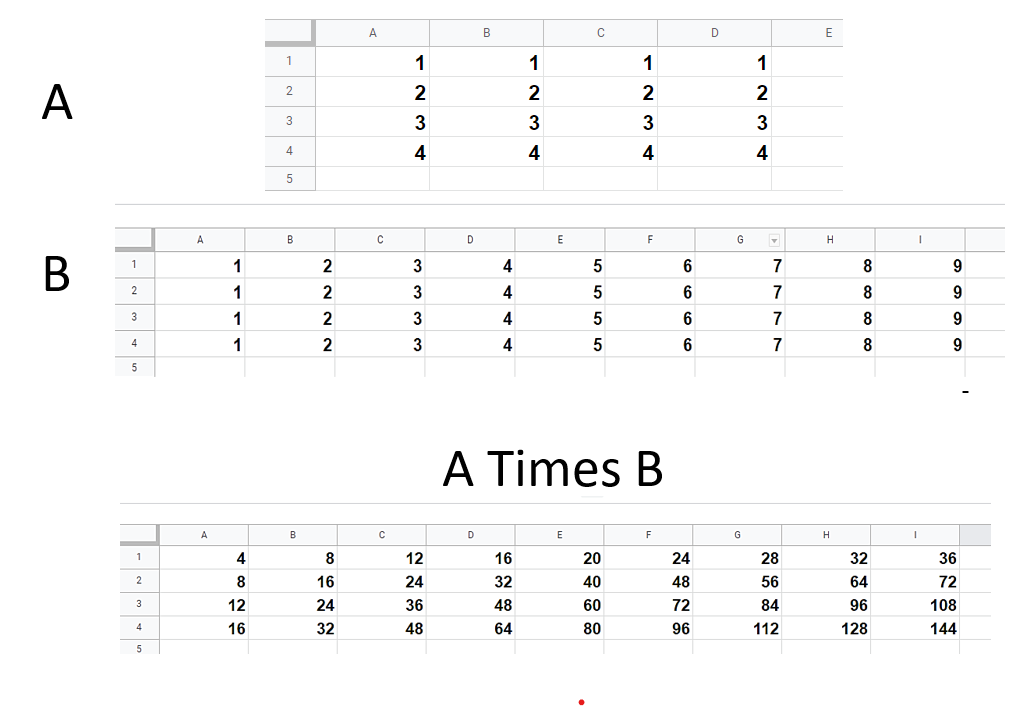 A B C D E
1 1 1 1 1
2 2 2 2 2
A
3 3 3 3 3
4 4 4 4 4
5
A B C D E F G H I
B
1 1 2 3 4 5 6 7 8 9
2 1 2 3 4 5 6 7 8 9
3 1 2 3 4 5 6 7 8 9
4 1 2 3 4 5 6 7 8 9
5
-
A Times B
A B C D E F G H I
1 4 8 12 16 20 24 28 32 36
2 8 16 24 32 40 48 56 64 72
3 12 24 36 48 60 72 84 96 108
4 16 32 48 64 80 96 112 128 144
5